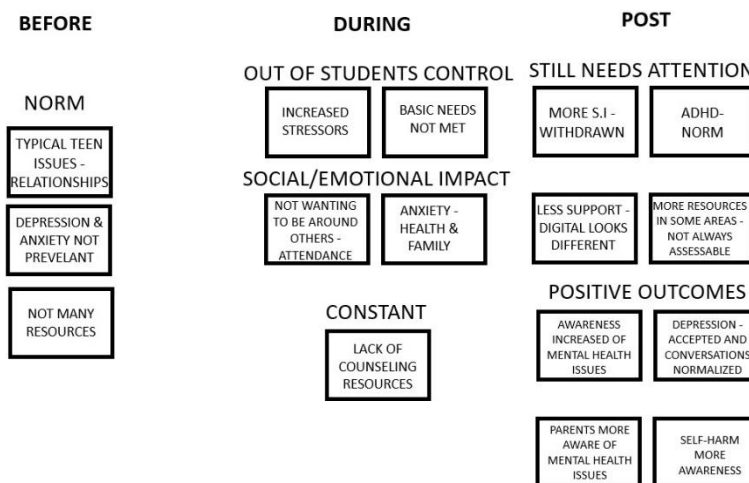 BEFORE
NORM
TYPICAL TEEN
ISSUES -
RELATIONSHIPS
DEPRESSION &
ANXIETY NOT
PREVELANT
NOT MANY
RESOURCES
DURING
OUT OF STUDENTS CONTROL
INCREASED
STRESSORS
BASIC NEEDS
NOT MET
SOCIAL/EMOTIONAL IMPACT
NOT WANTING
TO BE AROUND
OTHERS -
ATTENDANCE
ANXIETY -
HEALTH &
FAMILY
CONSTANT
LACK OF
COUNSELING
RESOURCES
POST
STILL NEEDS ATTENTION
MORE S.I -
WITHDRAWN
ADHD-
NORM
LESS SUPPORT -
DIGITAL LOOKS
DIFFERENT
MORE RESOURCES
IN SOME AREAS -
NOT ALWAYS
ASSESSABLE
POSITIVE OUTCOMES
AWARENESS
INCREASED OF
MENTAL HEALTH
ISSUES
DEPRESSION -
ACCEPTED AND
CONVERSATIONS
NORMALIZED
PARENTS MORE
AWARE OF
MENTAL HEALTH
ISSUES
SELF-HARM
MORE
AWARENESS